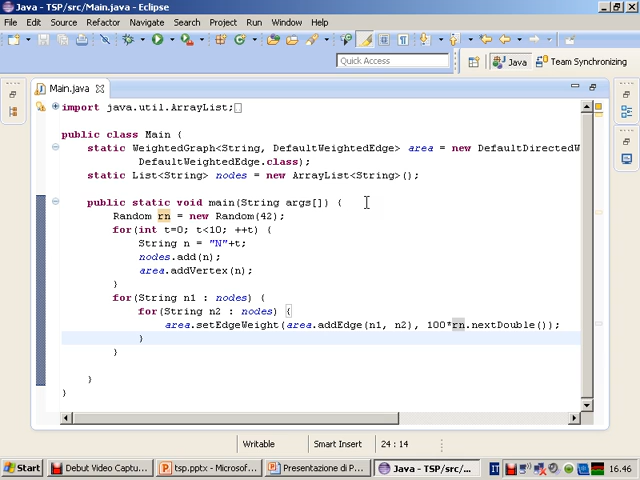 Java - TSP/src/Main.java - Eclipse
File Edit Source Refactor Navigate Search Project Run Window Help
Quick Access
Java
Team Synchronizing
Main.java
import java.util.ArrayList;
public class Main {
static WeightedGraph<String, DefaultWeightedEdge> area = new DefaultDirectedW
DefaultWeightedEdge.class);
static List<String> nodes = new ArrayList<String>();
public static void main(String args[]) {
Random rn = new Random(42);
for(int t=0; t<10; ++t) {
String n = "N"+t;
nodes.add(n);
area.addVertex(n);
}
for(String n1 : nodes) {
for(String n2 : nodes) {
area.setEdgeWeight(area.addEdge(n1, n2), 100*rn.nextDouble());
}
}
}
}
Writable Smart Insert 24 : 14
Start Debut Video Captu... tsp.pptx - Microsof... Presentazione di P... Java - TSP/src/... IT 16.46